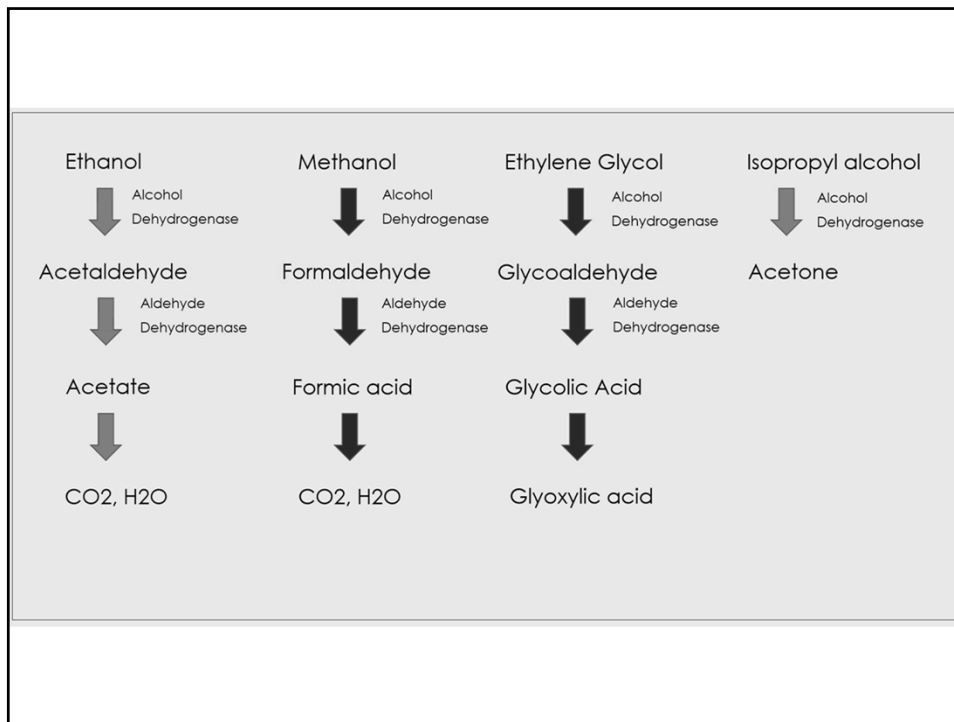 Ethanol
Methanol
Ethylene Glycol
Isopropyl alcohol
Alcohol
Dehydrogenase
Alcohol
Dehydrogenase
Alcohol
Dehydrogenase
Alcohol
Dehydrogenase
Acetaldehyde
Formaldehyde
Glycoaldehyde
Acetone
Aldehyde
Dehydrogenase
Aldehyde
Dehydrogenase
Aldehyde
Dehydrogenase
Acetate
Formic acid
Glycolic Acid
CO2, H2O
CO2, H2O
Glyoxylic acid